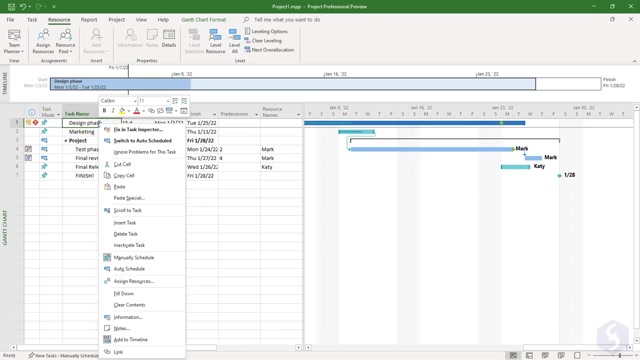 Project1.mpp - Project Professional Preview
File Task Resource Report Project View Help Gantt Chart Format Tell me what you want to do
Team Planner Assign Resources Resource Pool Add Resources Information Notes Details Level Selection Level Resource Level All Leveling Options Clear Leveling Next Overallocation
View Assignments Insert Properties Level
Fri 1/7/22
TIMELINE
Jan 9, '22 Jan 16, '22 Jan 23, '22
Start
Mon 1/3/22
Design phase
Mon 1/3/22 - Tue 1/25/22
Finish
Fri 1/28/22
Calibri 11
B I A
Task Mode Task Name Finish Predecessors Resource Names
Jan 9, '22 Jan 16, '22 Jan 23, '22
1 Design phase Mon 1/3/22 Tue 1/25/22
2 Marketing Thu 1/13/22
3 Project Fri 1/28/22
4 Test phase Mon 1/24/22 2 Mark
5 Final revi Thu 1/27/22 4 Mark
6 Final Rele Wed 1/26/22 Katy
7 FINISH! Fri 1/28/22
Fix in Task Inspector...
Switch to Auto Scheduled
Ignore Problems for This Task
Cut Cell
Copy Cell
Paste
Paste Special...
Scroll to Task
Insert Task
Delete Task
Inactivate Task
Manually Schedule
Auto Schedule
Assign Resources...
Fill Down
Clear Contents
Information...
Notes...
Add to Timeline
Link
Mark
Mark
Katy
1/28
GANTT CHART
Ready New Tasks : Manually Schedule